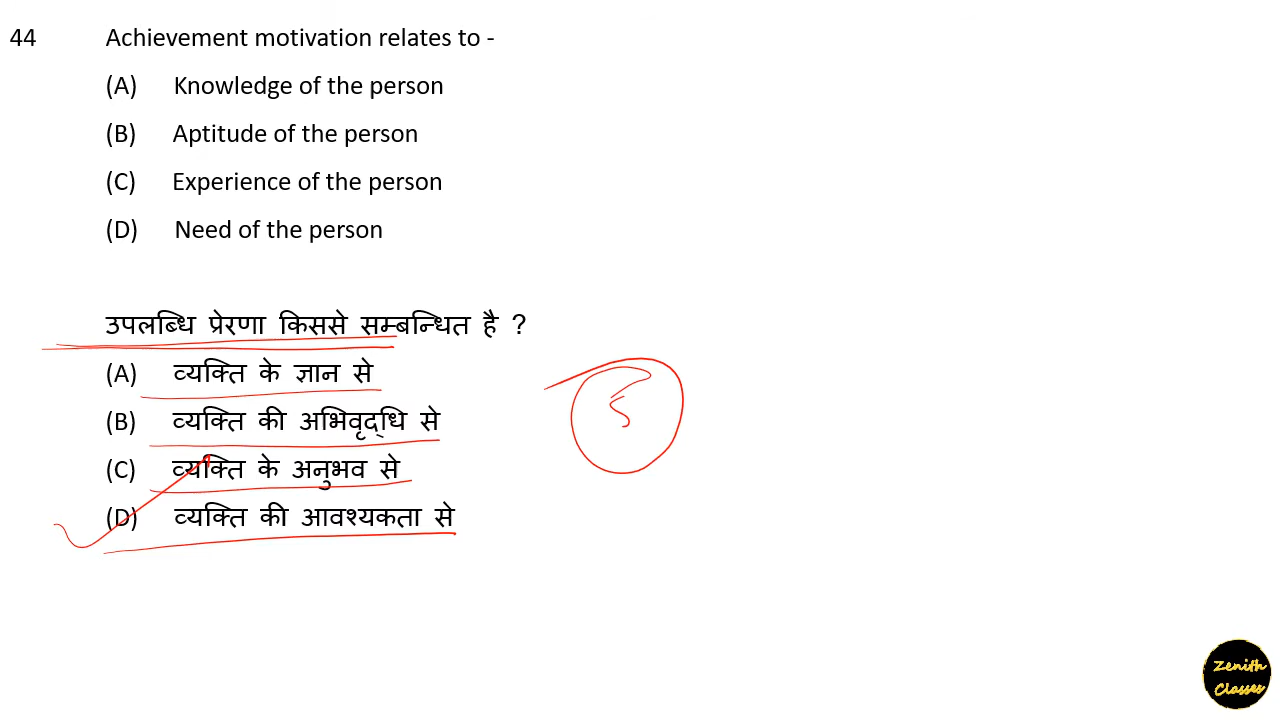 44 Achievement motivation relates to -
(A) Knowledge of the person
(B) Aptitude of the person
(C) Experience of the person
(D) Need of the person
उपलब्धि प्रेरणा किससे सम्बन्धित है ?
(A) व्यक्ति के ज्ञान से
(B) व्यक्ति की अभिवृद्धि से
(C) व्यक्ति के अनुभव से
(D) व्यक्ति की आवश्यकता से
Zenith
Classes